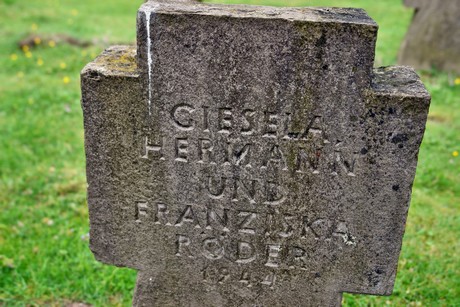 GIESELA
HERMANN
UND
FRANZISKA
RÖDER
1944